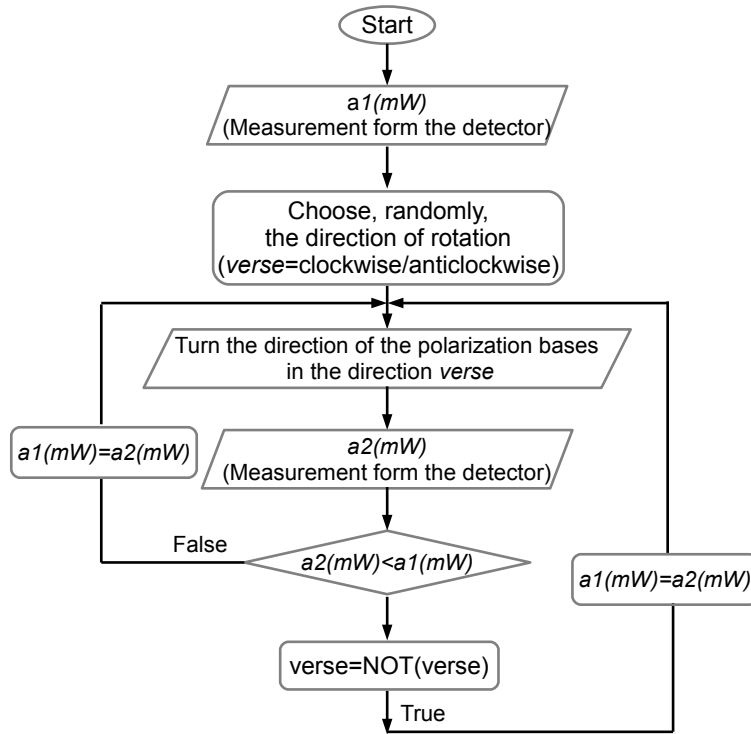 Start
a1(mW)
(Measurement form the detector)
Choose, randomly,
the direction of rotation
(verse=clockwise/anticlockwise)
Turn the direction of the polarization bases
in the direction verse
a1(mW)=a2(mW)
a2(mW)
(Measurement form the detector)
False
a2(mW)<a1(mW)
a1(mW)=a2(mW)
verse=NOT(verse)
True